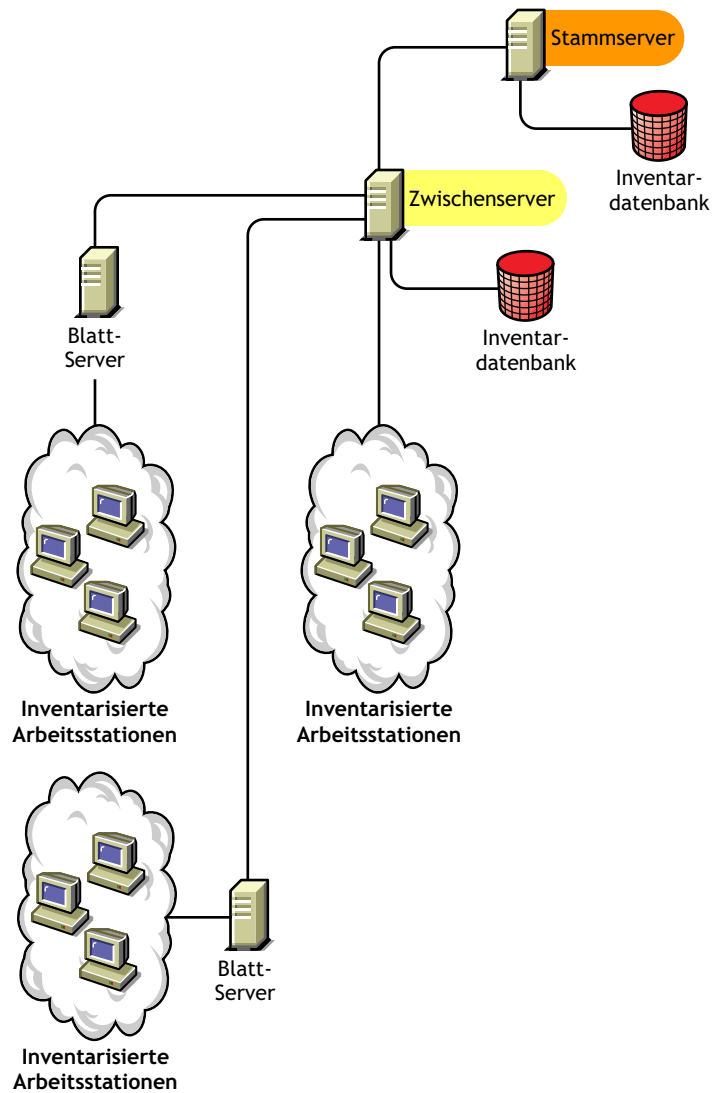 Stammserver
Inventar-
datenbank
Zwischenserver
Inventar-
datenbank
Blatt-
Server
Inventarisierte
Arbeitsstationen
Inventarisierte
Arbeitsstationen
Blatt-
Server
Inventarisierte
Arbeitsstationen